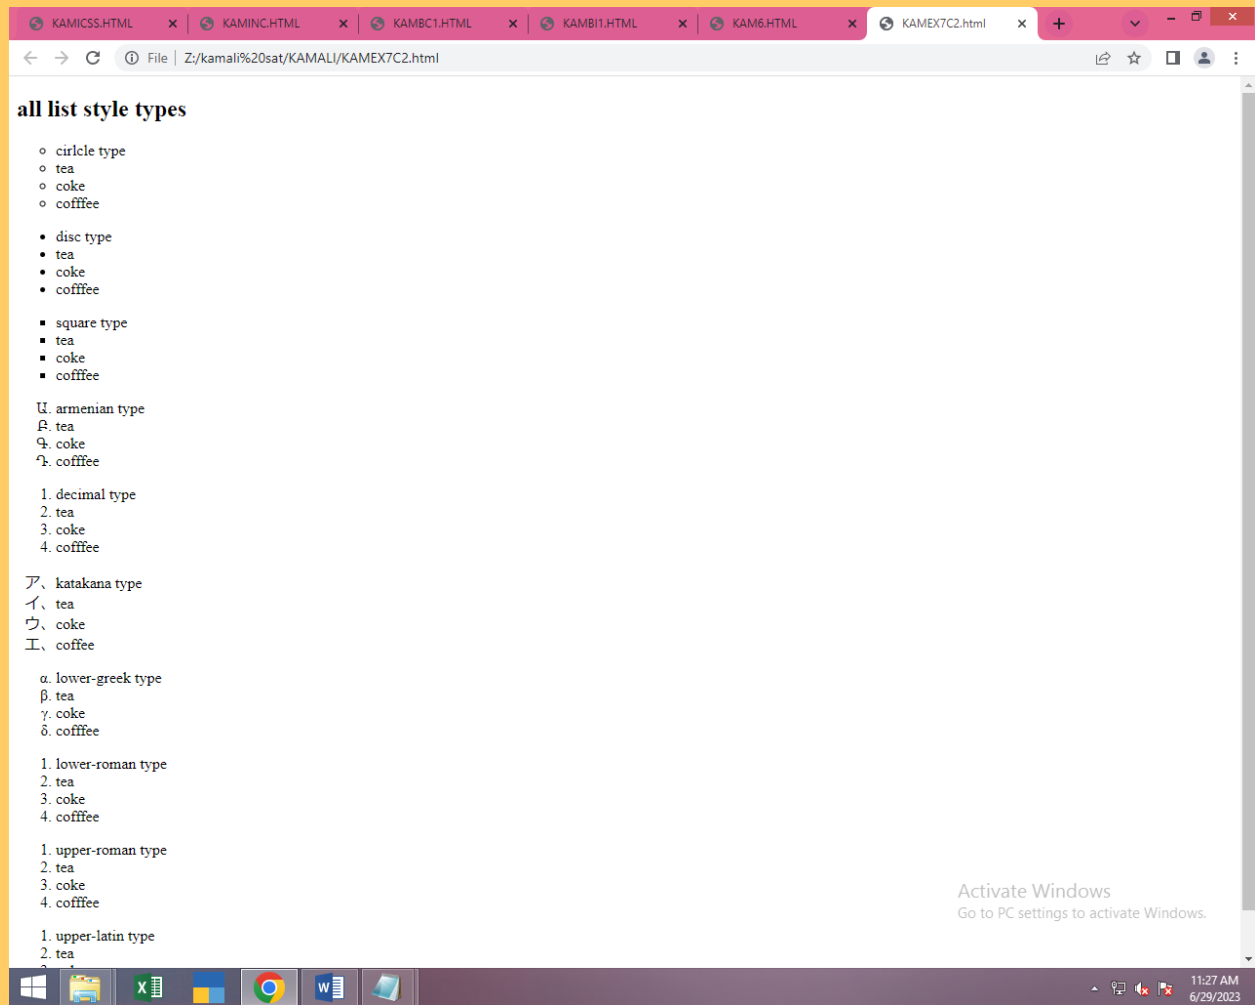 KAMICSS.HTML KAMINC.HTML KAMBC1.HTML KAMBI1.HTML KAM6.HTML KAMEX7C2.html
File Z:/kamali%20sat/KAMALI/KAMEX7C2.html
all list style types
cirlcle type
tea
coke
cofffee
disc type
tea
coke
cofffee
square type
tea
coke
cofffee
Ա. armenian type
Բ. tea
Գ. coke
Դ. cofffee
1. decimal type
2. tea
3. coke
4. cofffee
ア、 katakana type
イ、 tea
ウ、 coke
エ、 coffee
α. lower-greek type
β. tea
γ. coke
δ. cofffee
1. lower-roman type
2. tea
3. coke
4. cofffee
1. upper-roman type
2. tea
3. coke
4. cofffee
Activate Windows
Go to PC settings to activate Windows.
1. upper-latin type
2. tea
11:27 AM
6/29/2023